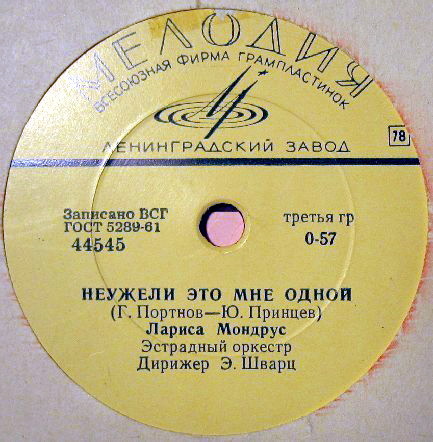 МЕЛОДИЯ
ВСЕСОЮЗНАЯ ФИРМА ГРАМПЛАСТИНОК
ЛЕНИНГРАДСКИЙ ЗАВОД
78
Записано ВСГ
ГОСТ 5289-61
44545
третья гр
0-57
НЕУЖЕЛИ ЭТО МНЕ ОДНОЙ
(Г. Портнов—Ю. Принцев)
Лариса Мондрус
Эстрадный оркестр
Дирижер Э. Шварц